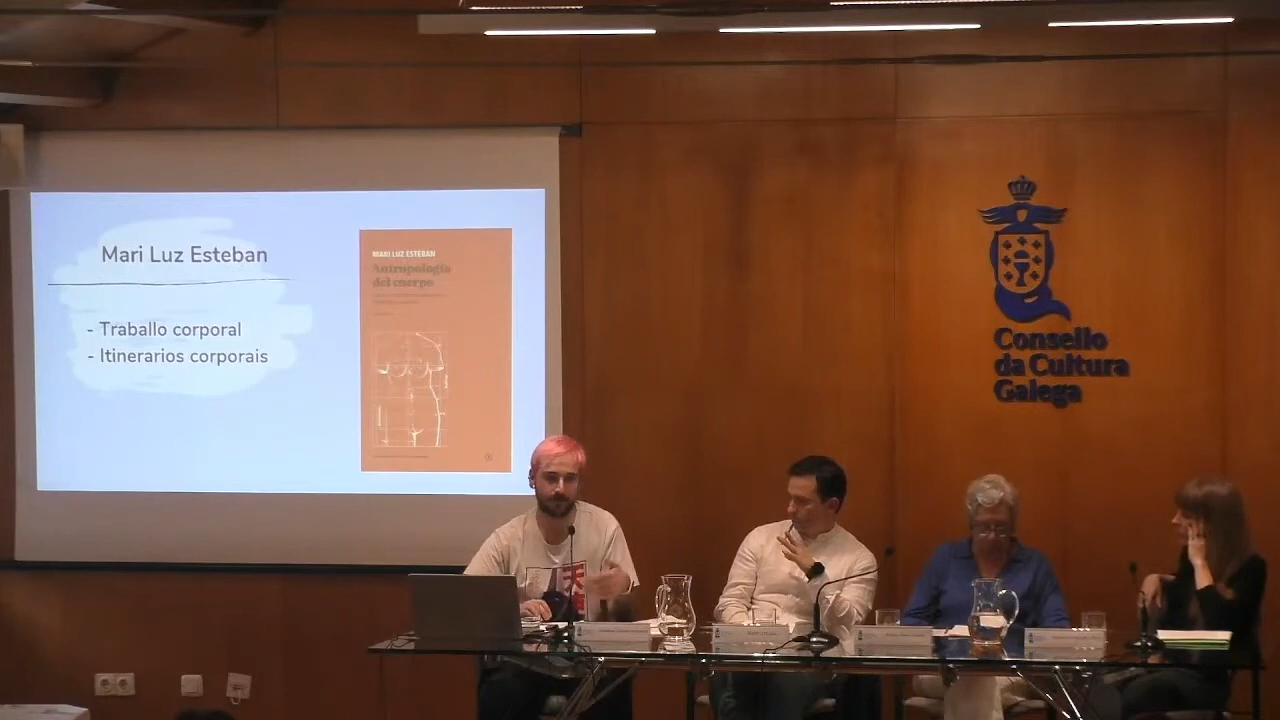 Mari Luz Esteban
- Traballo corporal
- Itinerarios corporais
MARI LUZ ESTEBAN
Antropología
del cuerpo
Consello
da Cultura
Galega